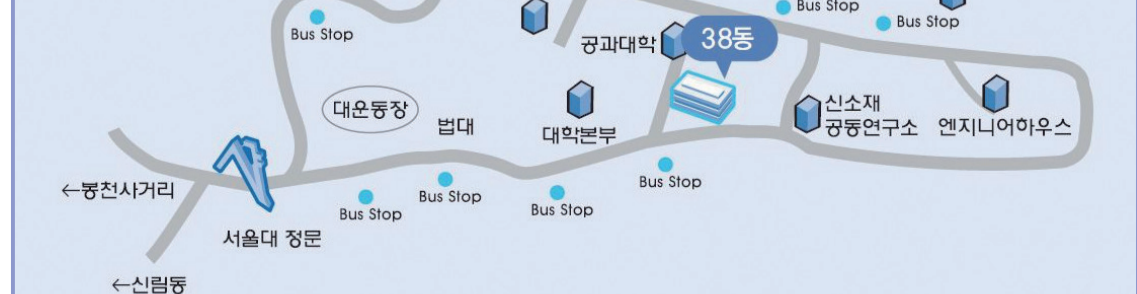 Bus Stop
Bus Stop
Bus Stop
공과대학
38동
대운동장
법대
대학본부
신소재
공동연구소
엔지니어하우스
←봉천사거리
Bus Stop
Bus Stop
Bus Stop
Bus Stop
서울대 정문
←신림동